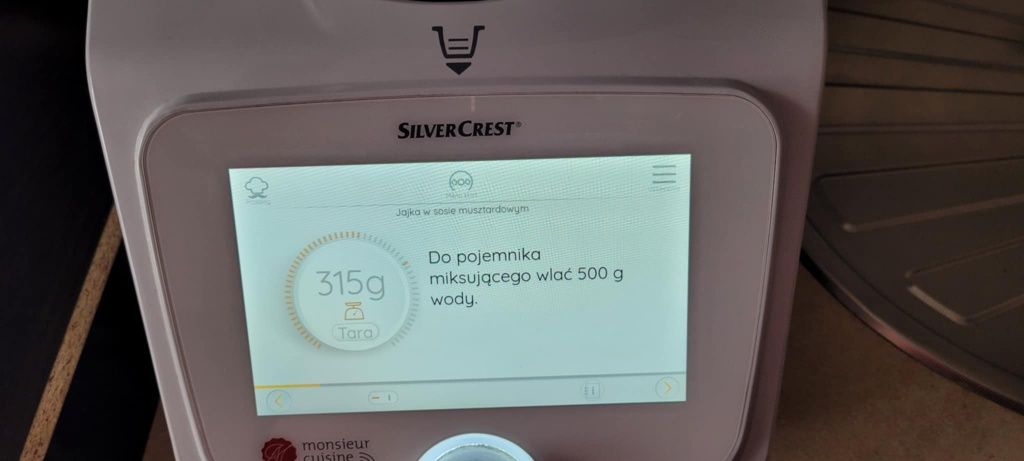 SILVERCREST®
Jajka w sosie musztardowym
315g
Tara
Do pojemnika
miksującego wlać 500 g
wody.
monsieur
cuisine